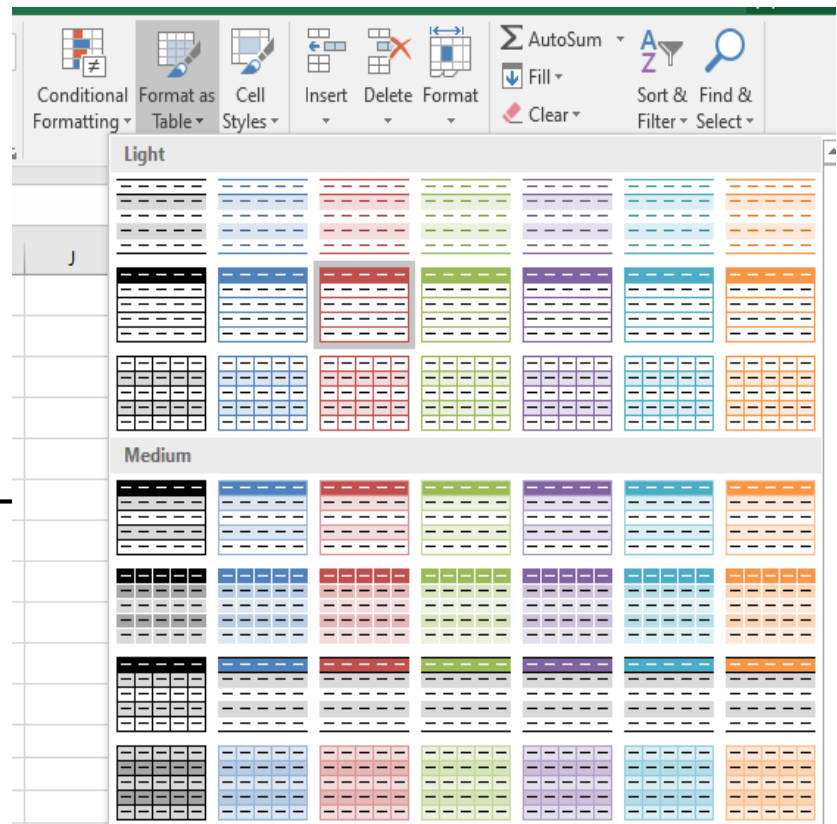 Conditional Formatting
Format as Table
Cell Styles
Insert
Delete
Format
AutoSum
Fill
Clear
AZ
Sort & Filter
Find & Select
Light
J
Medium